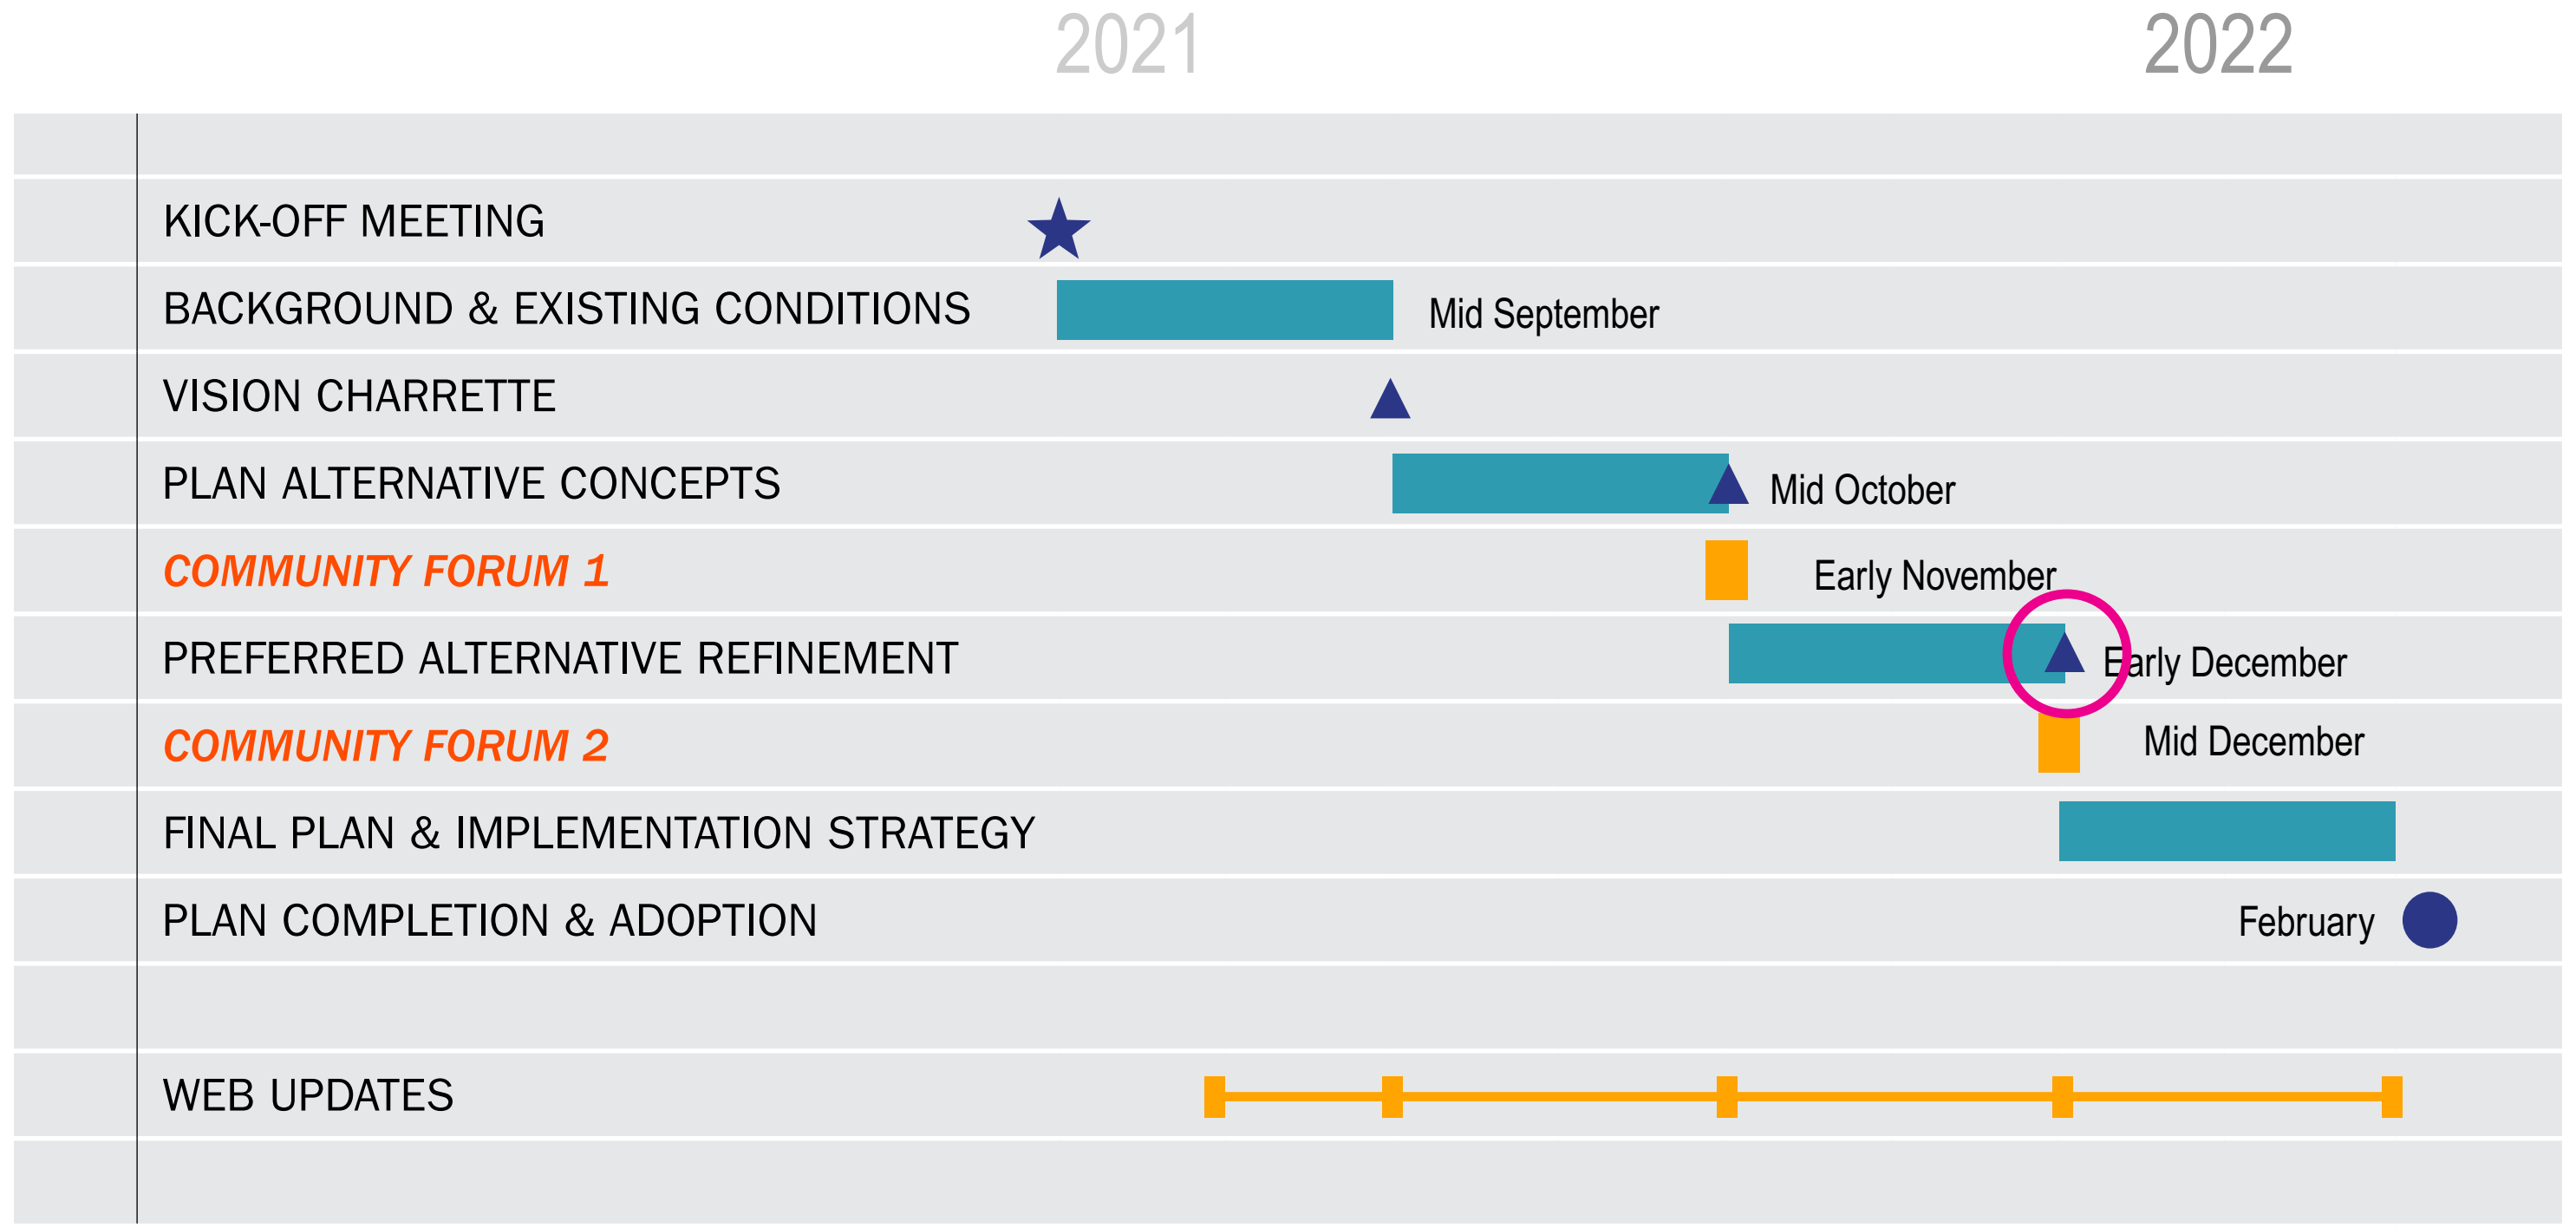 2021 2022
KICK-OFF MEETING
BACKGROUND & EXISTING CONDITIONS Mid September
VISION CHARRETTE
PLAN ALTERNATIVE CONCEPTS Mid October
COMMUNITY FORUM 1 Early November
PREFERRED ALTERNATIVE REFINEMENT Early December
COMMUNITY FORUM 2 Mid December
FINAL PLAN & IMPLEMENTATION STRATEGY
PLAN COMPLETION & ADOPTION February
WEB UPDATES